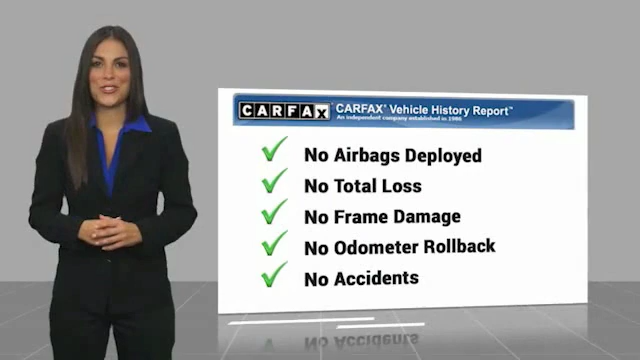 CARFAX CARFAX® Vehicle History Report™
An independent company established in 1986
No Airbags Deployed
No Total Loss
No Frame Damage
No Odometer Rollback
No Accidents